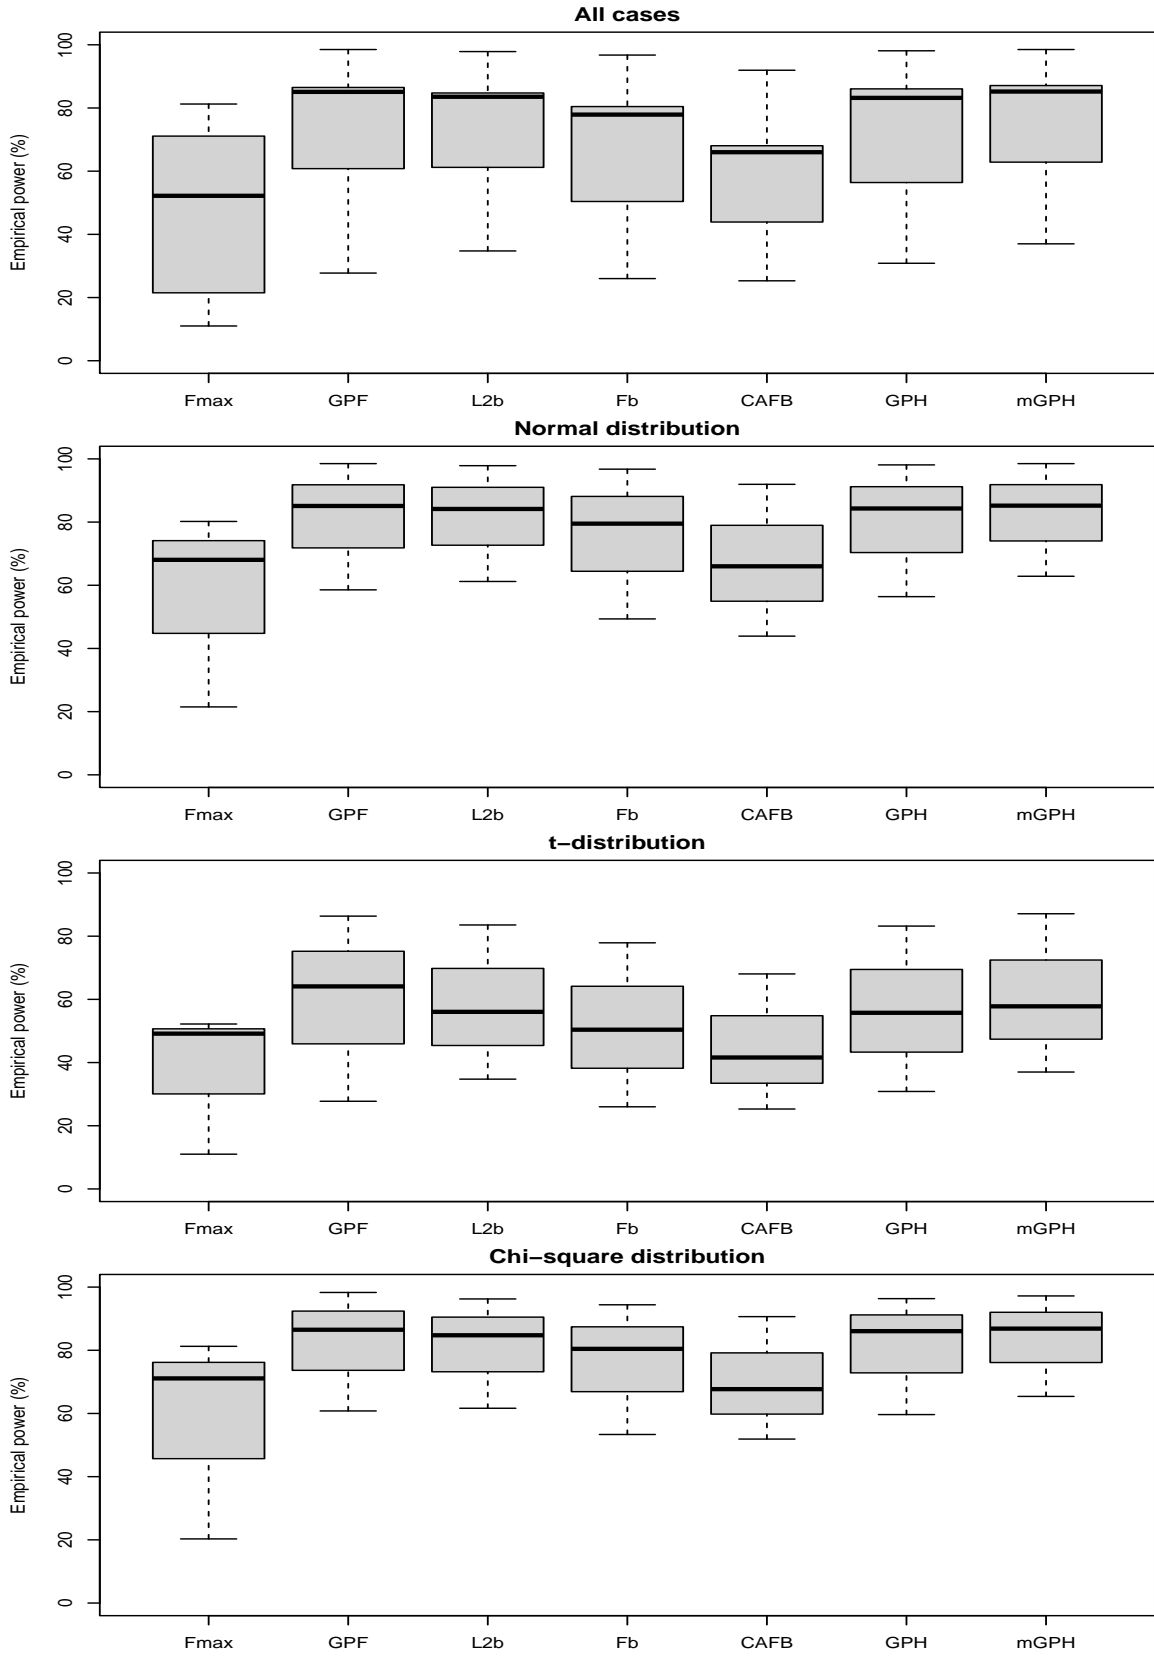 All cases
Empirical power (%)
100
80
60
40
20
0
Fmax GPF L2b Fb CAFB GPH mGPH
Normal distribution
Empirical power (%)
100
80
60
40
20
0
Fmax GPF L2b Fb CAFB GPH mGPH
t−distribution
Empirical power (%)
100
80
60
40
20
0
Fmax GPF L2b Fb CAFB GPH mGPH
Chi−square distribution
Empirical power (%)
100
80
60
40
20
0
Fmax GPF L2b Fb CAFB GPH mGPH